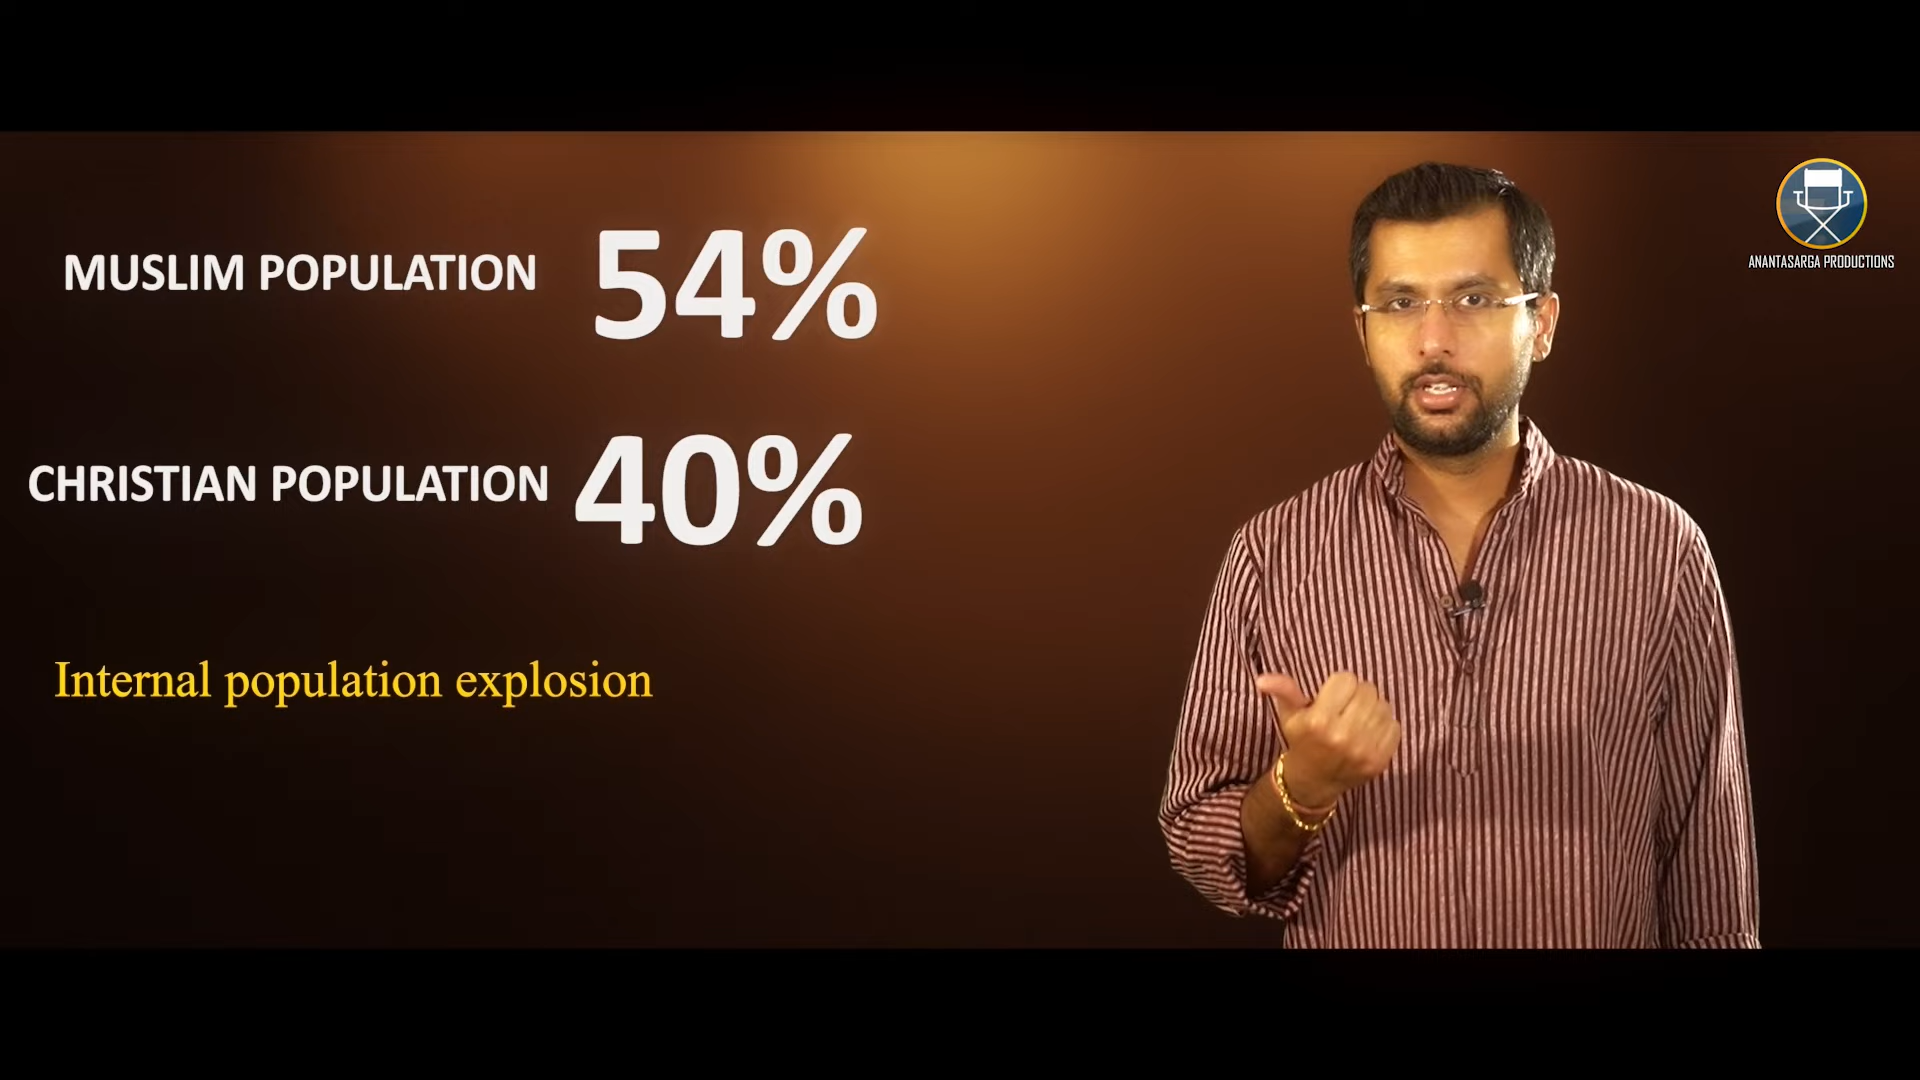 MUSLIM POPULATION 54%
CHRISTIAN POPULATION 40%
Internal population explosion
ANANTASARGA PRODUCTIONS